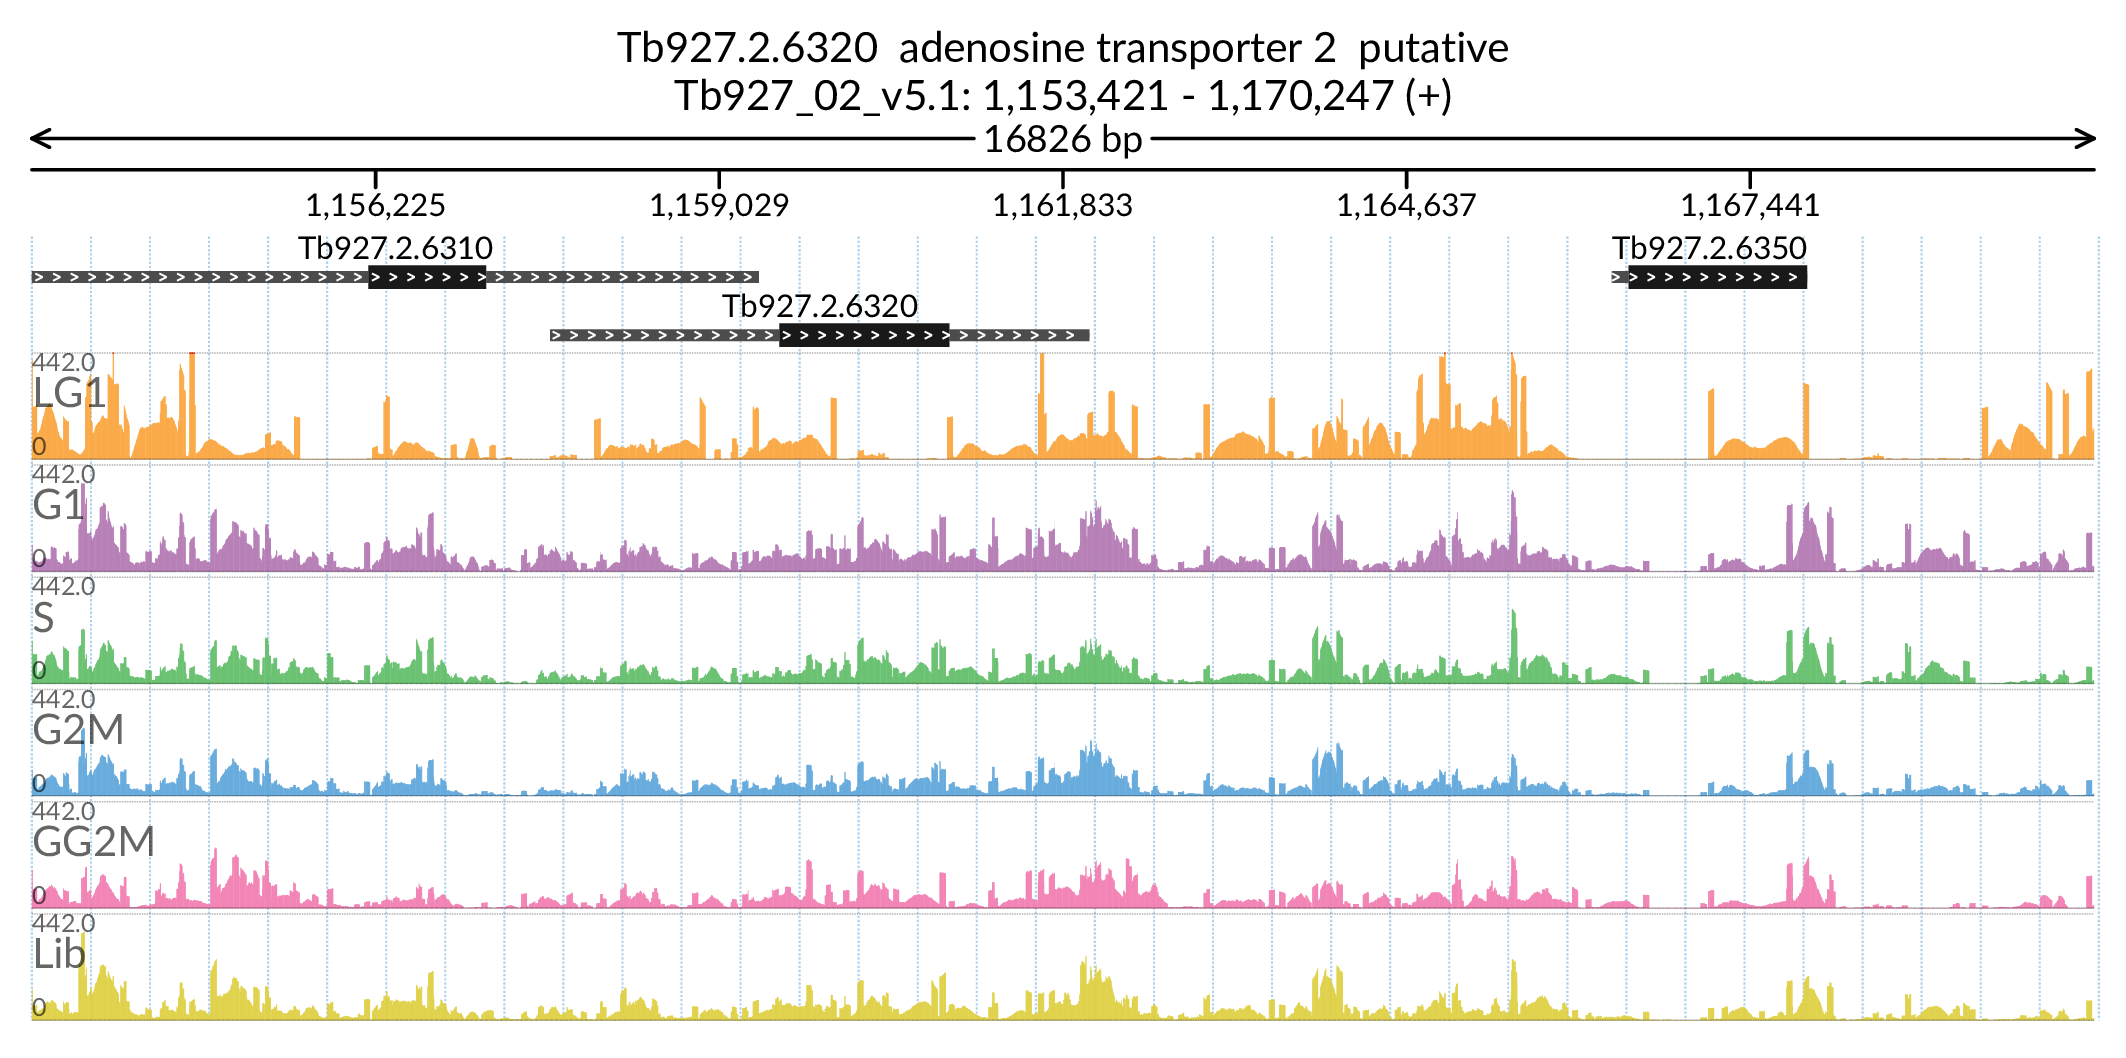 Tb927.2.6320 adenosine transporter 2 putative
Tb927_02_v5.1: 1,153,421 - 1,170,247 (+)
16826 bp
1,156,225 1,159,029 1,161,833 1,164,637 1,167,441
Tb927.2.6310 Tb927.2.6350
Tb927.2.6320
442.0
LG1
0
442.0
G1
0
442.0
S
0
442.0
G2M
0
442.0
GG2M
0
442.0
Lib
0